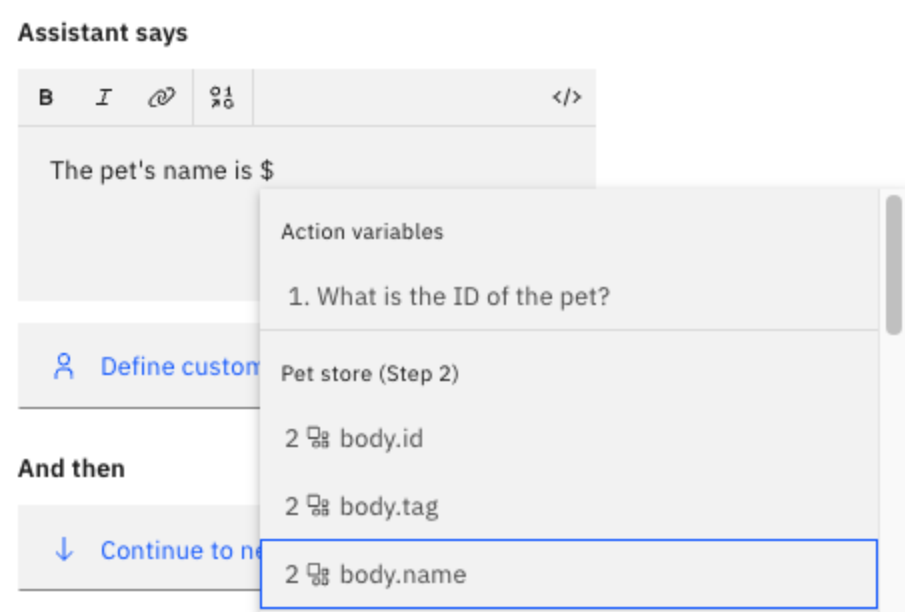 Assistant says
B I </>
The pet's name is $
Action variables
1. What is the ID of the pet?
Define custom
Pet store (Step 2)
2 body.id
And then
2 body.tag
Continue to ne
2 body.name